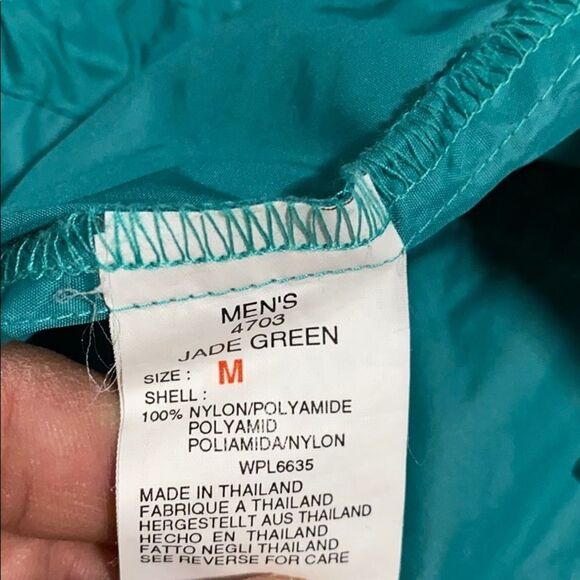 MEN'S
4703
JADE GREEN
SIZE : M
SHELL :
100% NYLON/POLYAMIDE
POLYAMID
POLIAMIDA/NYLON
WPL6635
MADE IN THAILAND
FABRIQUE A THAILAND
HERGESTELLT AUS THAILAND
HECHO EN THAILAND
FATTO NEGLI THAILAND
SEE REVERSE FOR CARE